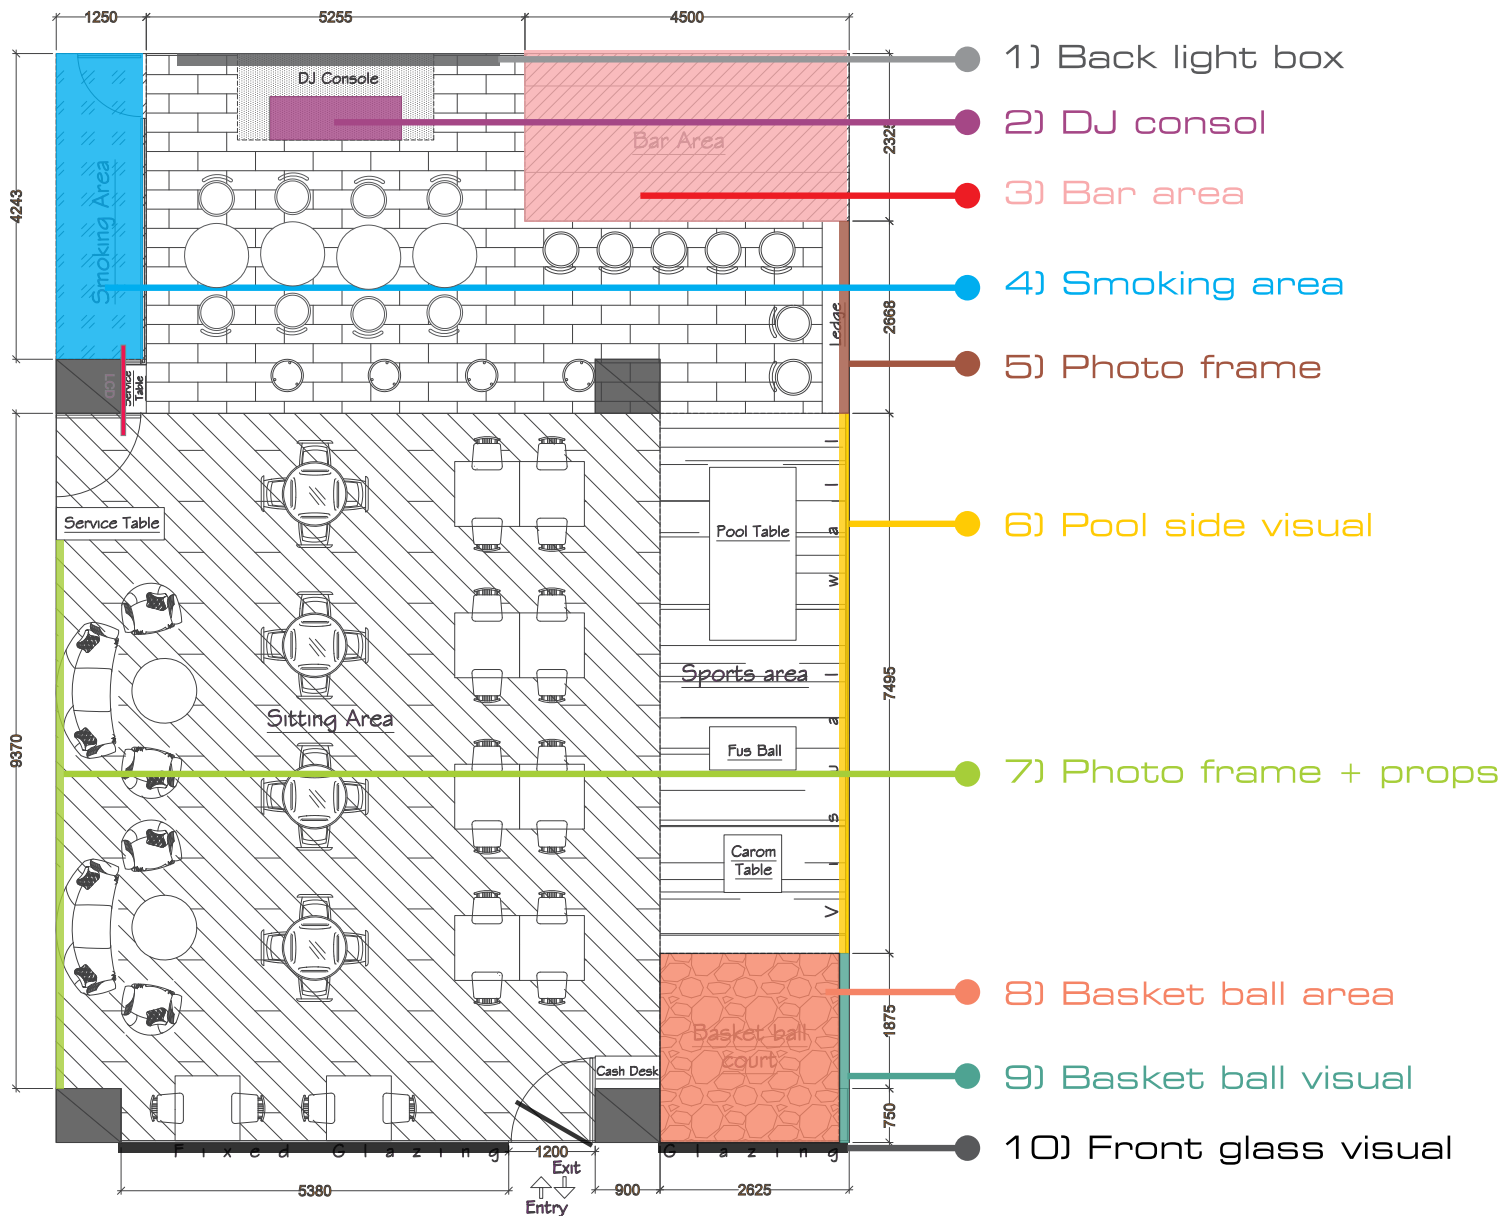 1250
5255
4500
1) Back light box
DJ Console
2) DJ consol
Bar Area
2325
3) Bar area
4243
Smoking Area
4) Smoking area
Ledge
2668
5) Photo frame
LCD
Service
Table
Service Table
Pool Table
6) Pool side visual
Visual wall
Sports area
7495
Sitting Area
9370
Fus Ball
7) Photo frame + props
Carom
Table
8) Basket ball area
1875
Basket ball
court
Cash Desk
9) Basket ball visual
750
Fixed Glazing
1200
Glazing
10) Front glass visual
Exit
5380
900
2625
Entry